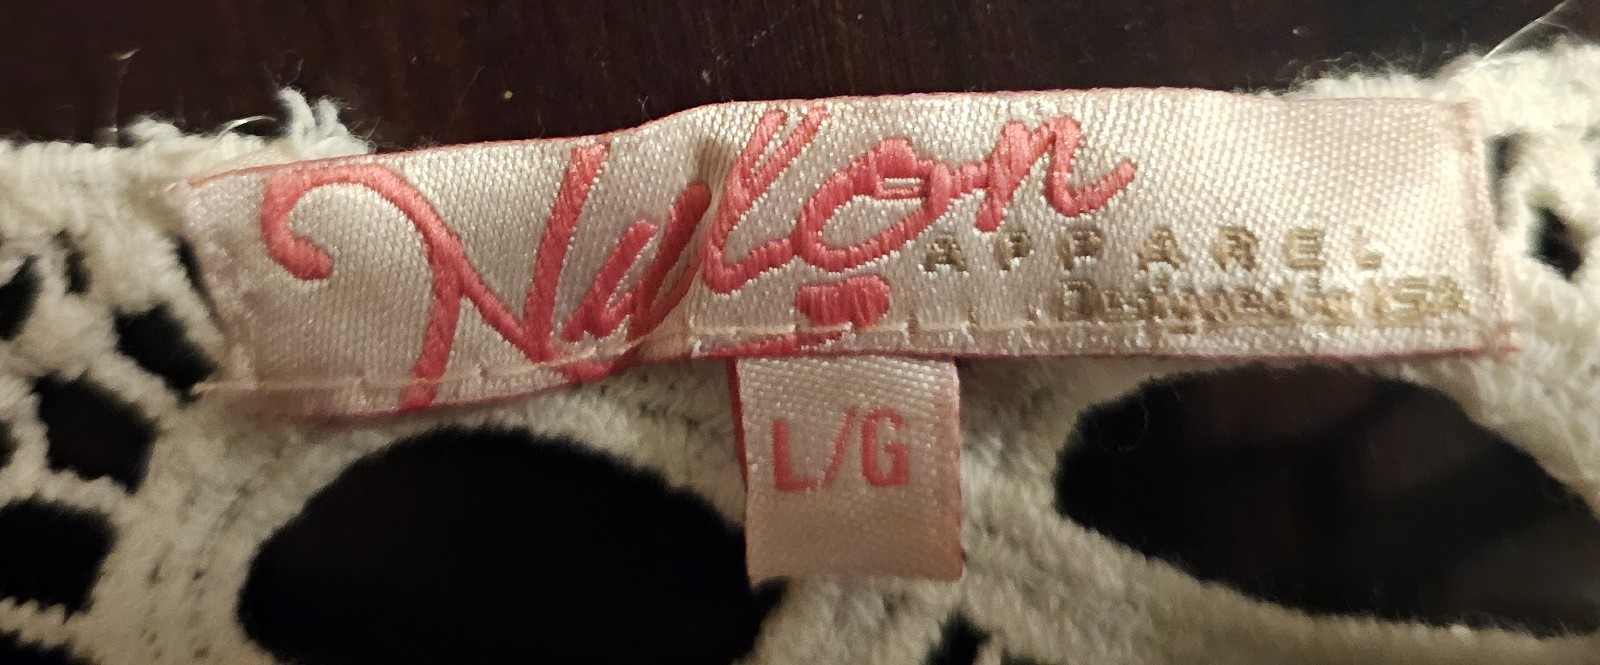 Nylon
APPAREL
Designed in USA
L/G